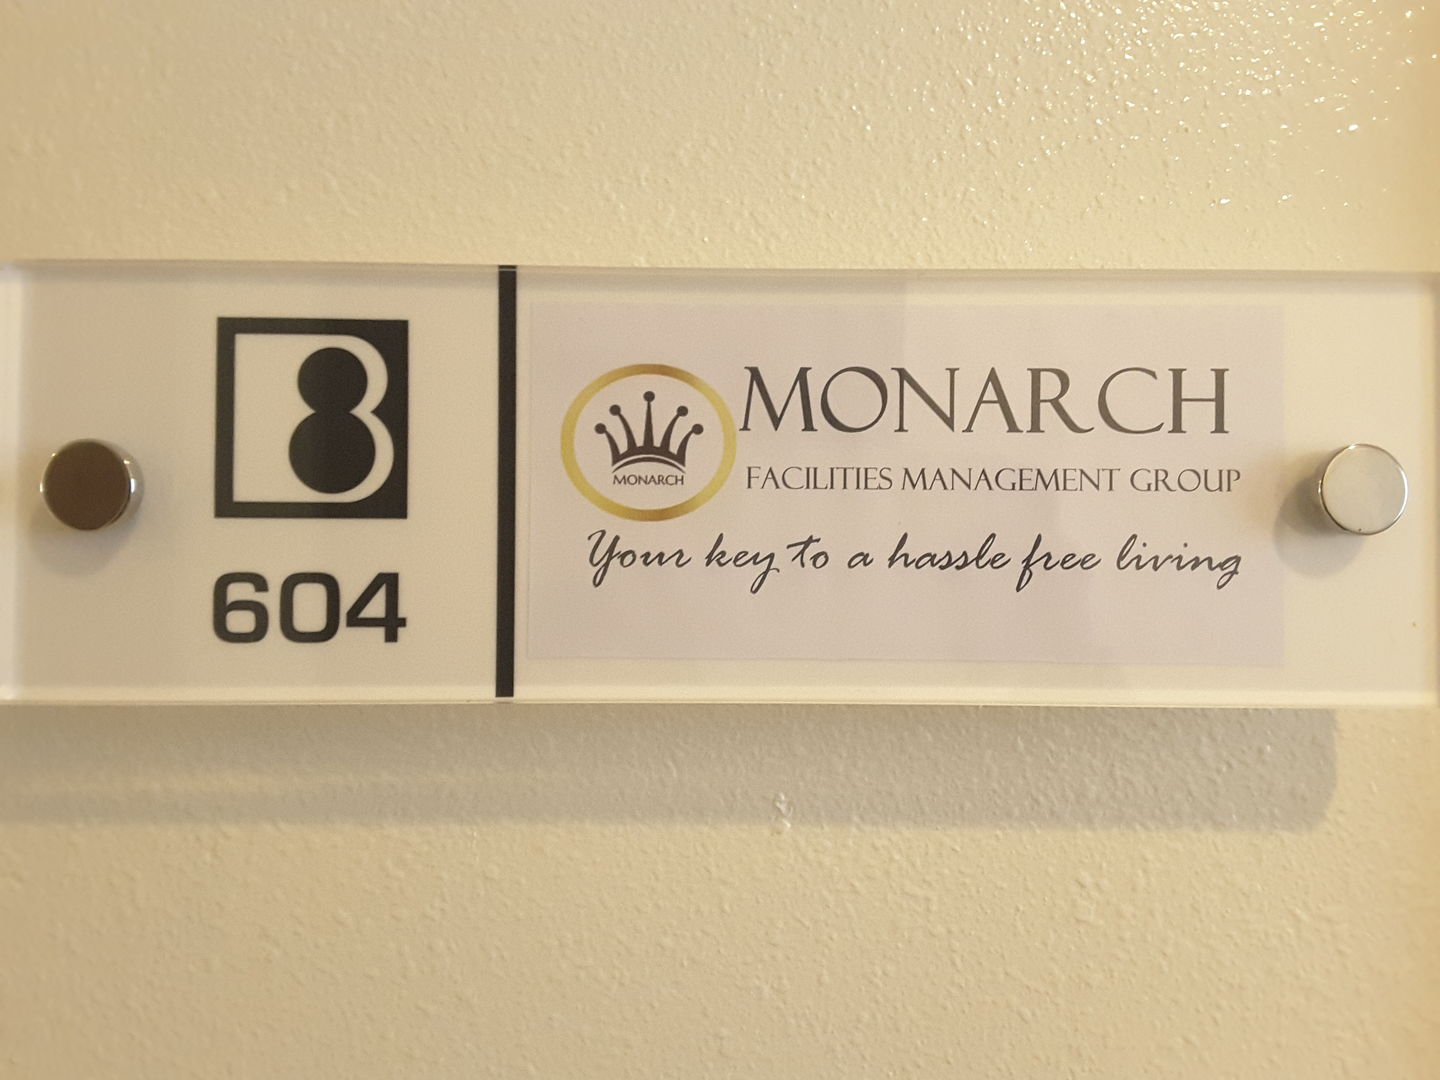 B
604
MONARCH
MONARCH
FACILITIES MANAGEMENT GROUP
Your key to a hassle free living